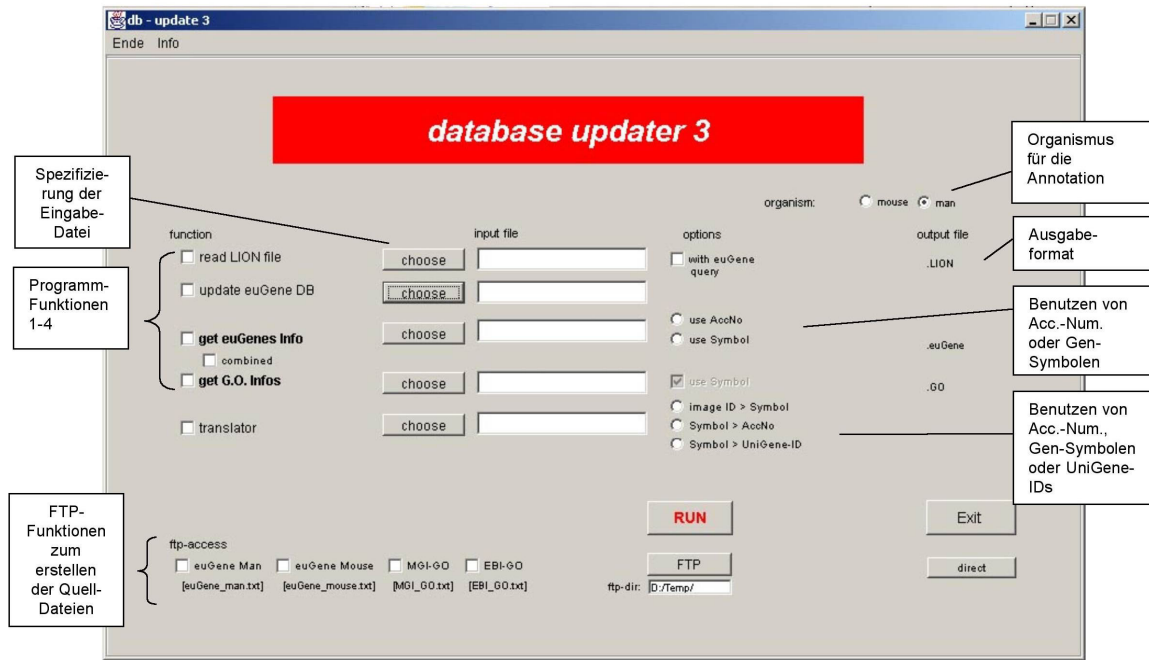 db - update 3
Ende Info
database updater 3
Organismus
für die
Annotation
Spezifizie-
rung der
Eingabe-
Datei
organism: mouse man
function input file options output file
Ausgabe-
format
read LION file choose with euGene
query .LION
Programm-
Funktionen
1-4
update euGene DB choose
get euGenes Info choose use AccNo
use Symbol .euGene
combined
Benutzen von
Acc.-Num.
oder Gen-
Symbolen
get G.O. Infos choose use Symbol .GO
translator choose image ID > Symbol
Symbol > AccNo
Symbol > UniGene-ID
Benutzen von
Acc.-Num.,
Gen-Symbolen
oder UniGene-
IDs
FTP-
Funktionen
zum
erstellen
der Quell-
Dateien
RUN Exit
ftp-access
euGene Man euGene Mouse MGI-GO EBI-GO FTP direct
[euGene_man.txt] [euGene_mouse.txt] [MGI_GO.txt] [EBI_GO.txt] ftp-dir: D:/Temp/